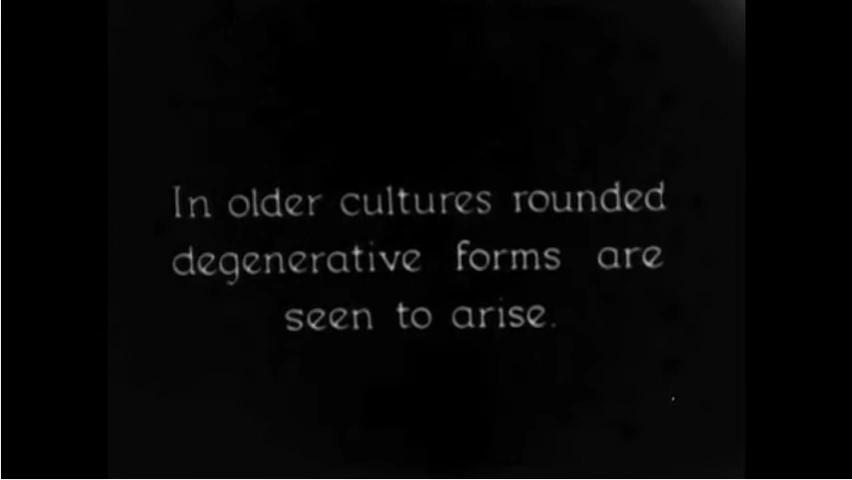 In older cultures rounded
degenerative forms are
seen to arise.